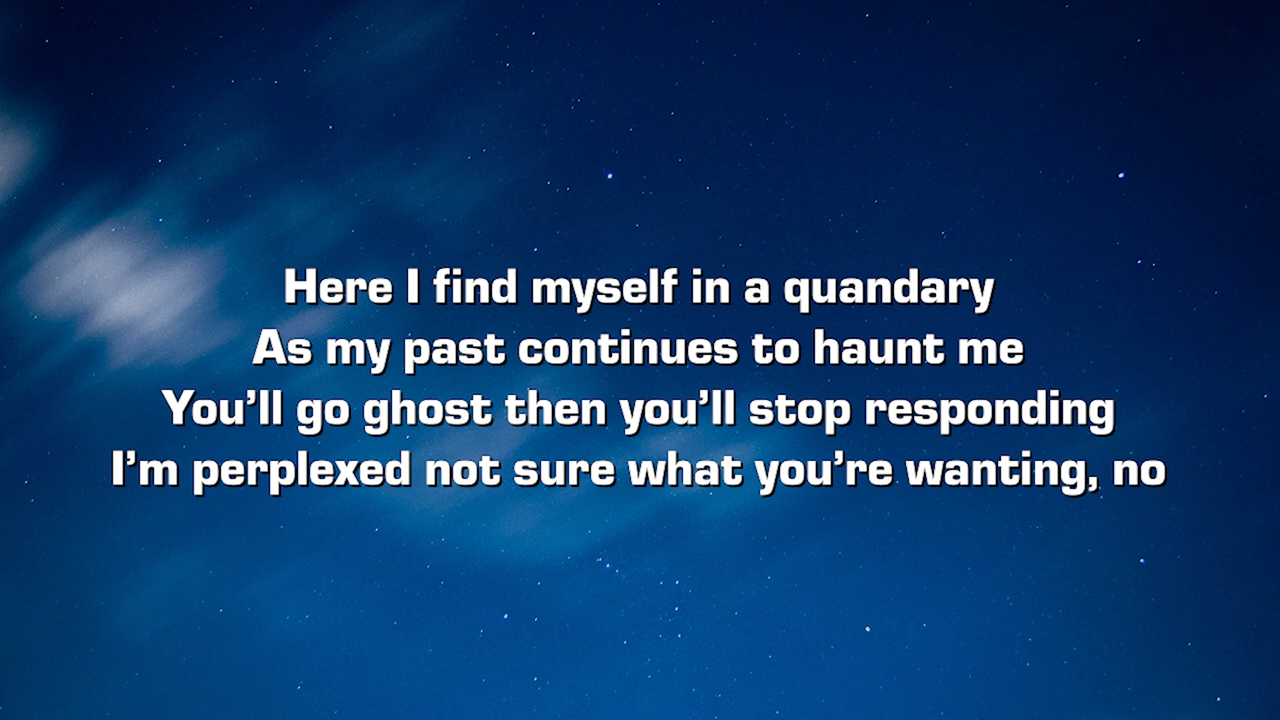 Here I find myself in a quandary
As my past continues to haunt me
You’ll go ghost then you’ll stop responding
I’m perplexed not sure what you’re wanting, no